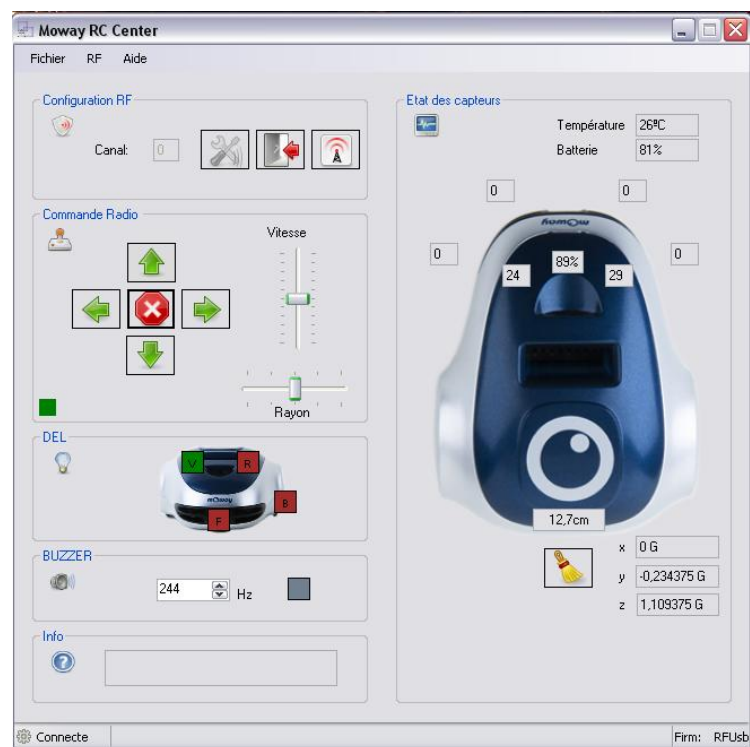 Moway RC Center
Fichier RF Aide
Configuration RF
Canal: 0
Commande Radio
Vitesse
Rayon
DEL
V R
mOway
B
F
BUZZER
244 Hz
Info
Etat des capteurs
Température 26ºC
Batterie 81%
0 0
mOway
0 0
89%
24 29
12,7cm
x 0 G
y -0,234375 G
z 1,109375 G
Connecte
Firm: RFUsb